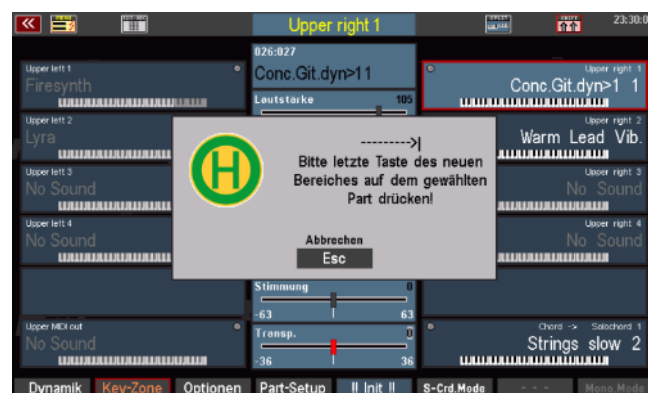 Upper right 1
23:30:0
026:027
Conc.Git.dyn>11
Lautstärke 105
Upper left 1
Firesynth
Upper right 1
Conc.Git.dyn>1 1
Upper left 2
Lyra
Upper right 2
Warm Lead Vib.
Upper left 3
No Sound
Upper right 3
No Sound
Upper left 4
No Sound
Upper right 4
No Sound
H
--------->|
Bitte letzte Taste des neuen
Bereiches auf dem gewählten
Part drücken!
Abbrechen
Esc
Stimmung 0
-63 63
Upper MIDI out
No Sound
Transp. 0
-36 36
Chord -> Solochord 1
Strings slow 2
Dynamik Key-Zone Optionen Part-Setup !! Init !! S-Crd.Mode - - - Mono.Mode